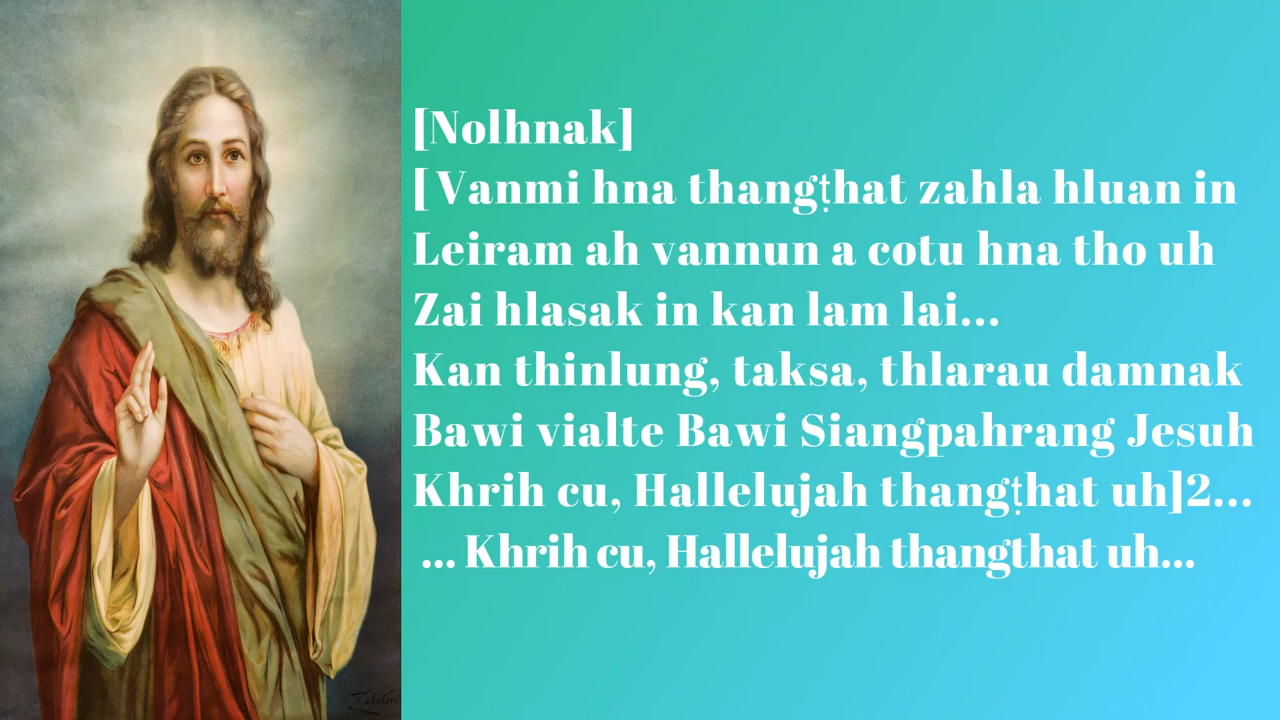 [Nolhnak]
[ Vanmi hna thangṭhat zahla hluan in
Leiram ah vannun a cotu hna tho uh
Zai hlasak in kan lam lai...
Kan thinlung, taksa, thlarau damnak
Bawi vialte Bawi Siangpahrang Jesuh
Khrih cu, Hallelujah thangṭhat uh]2...
... Khrih cu, Hallelujah thangthat uh...